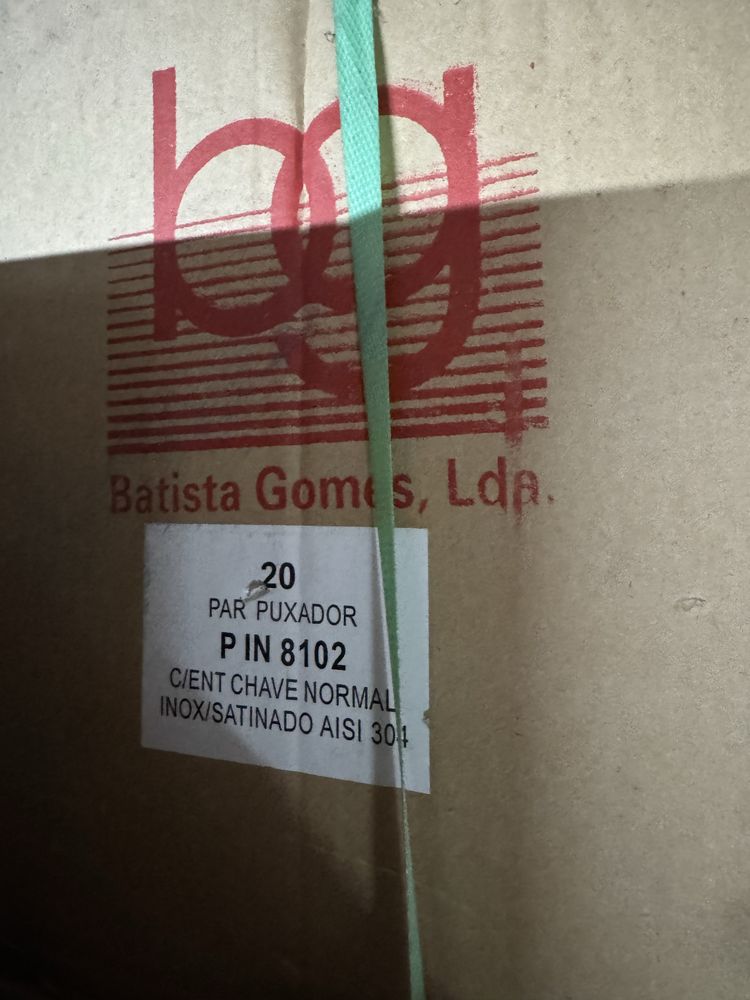 bg
Batista Gomes, Lda.
20
PAR PUXADOR
P IN 8102
C/ENT CHAVE NORMAL
INOX/SATINADO AISI 304